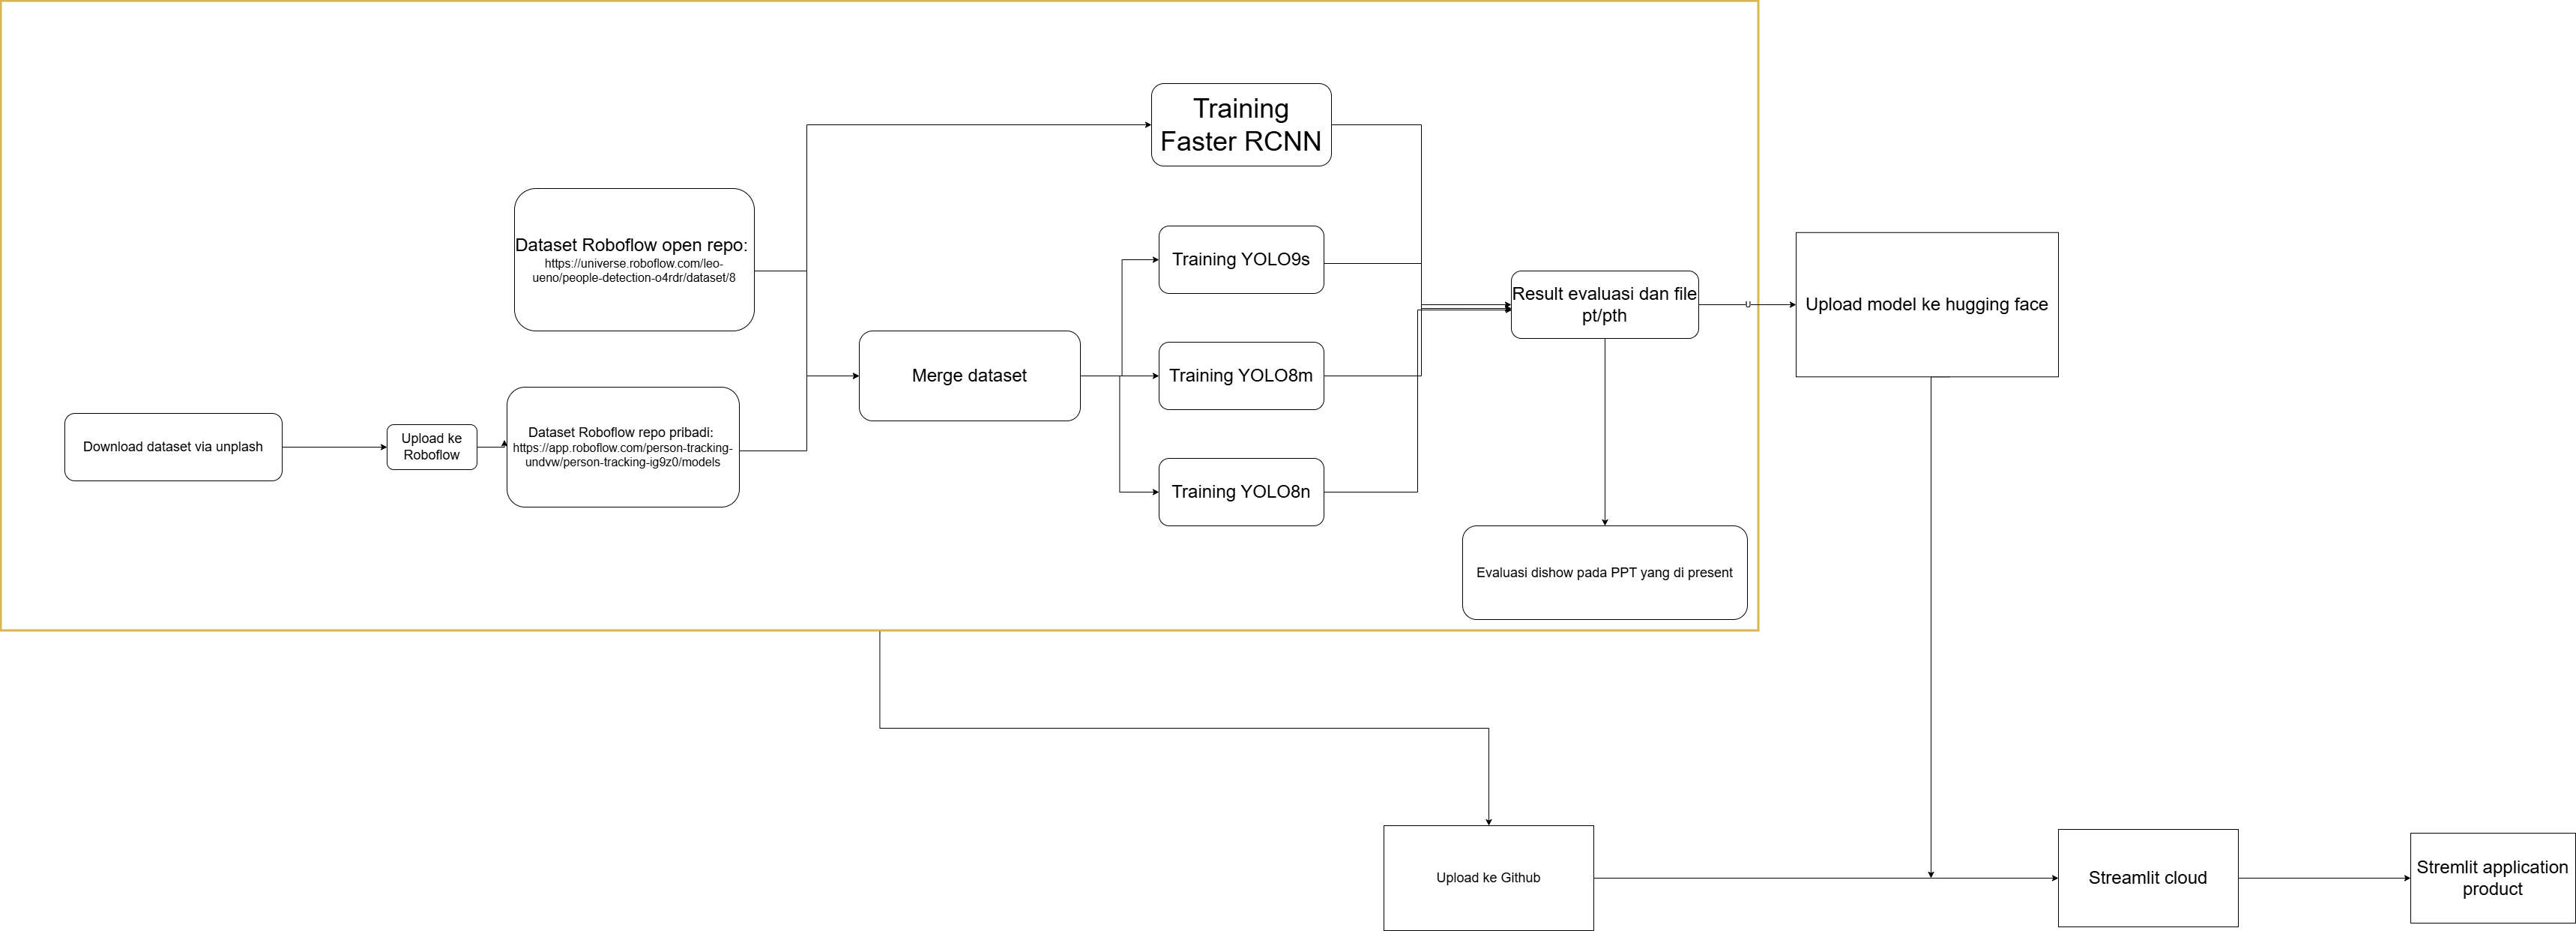 Training
Faster RCNN
Dataset Roboflow open repo:
https://universe.roboflow.com/leo-
ueno/people-detection-o4rdr/dataset/8
Training YOLO9s
Result evaluasi dan file
pt/pth
U
Upload model ke hugging face
Merge dataset
Training YOLO8m
Download dataset via unplash
Upload ke
Roboflow
Dataset Roboflow repo pribadi:
https://app.roboflow.com/person-tracking-
undvw/person-tracking-ig9z0/models
Training YOLO8n
Evaluasi dishow pada PPT yang di present
Upload ke Github
Streamlit cloud
Stremlit application
product